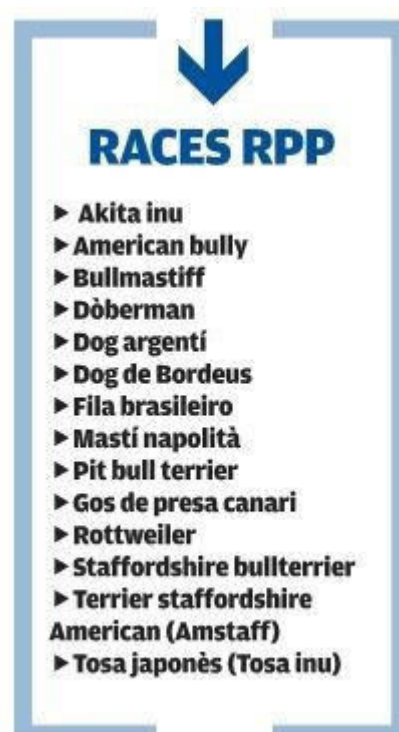 RACES RPP
▶ Akita inu
▶ American bully
▶ Bullmastiff
▶ Dòberman
▶ Dog argentí
▶ Dog de Bordeus
▶ Fila brasileiro
▶ Mastí napolità
▶ Pit bull terrier
▶ Gos de presa canari
▶ Rottweiler
▶ Staffordshire bullterrier
▶ Terrier staffordshire
American (Amstaff)
▶ Tosa japonès (Tosa inu)